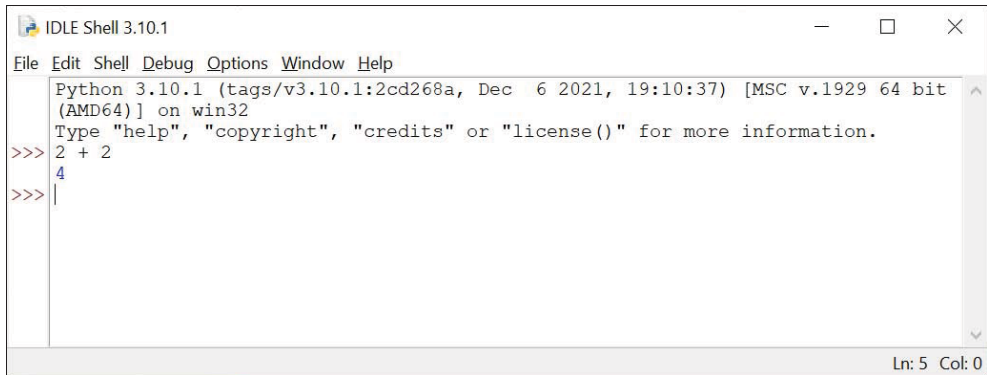 IDLE Shell 3.10.1
File Edit Shell Debug Options Window Help
Python 3.10.1 (tags/v3.10.1:2cd268a, Dec  6 2021, 19:10:37) [MSC v.1929 64 bit
(AMD64)] on win32
Type "help", "copyright", "credits" or "license()" for more information.
>>> 2 + 2
4
>>>
Ln: 5 Col: 0